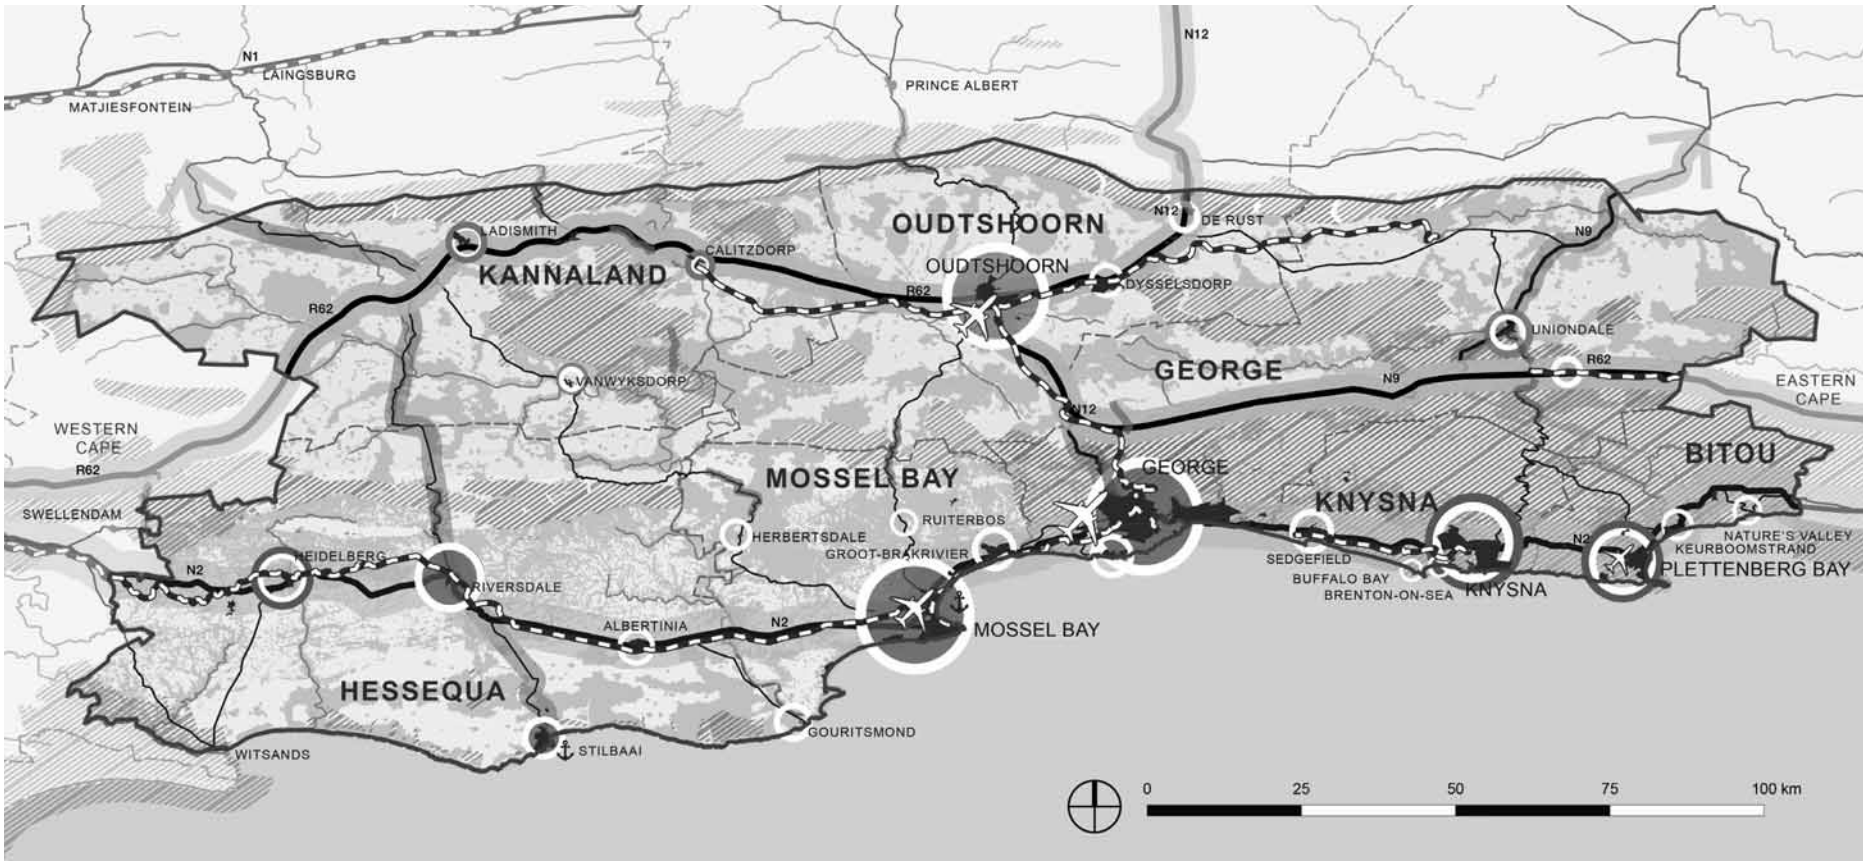 N1
LAINGSBURG
MATJIESFONTEIN
PRINCE ALBERT
N12
OUDTSHOORN
N12
DE RUST
LADISMITH
CALITZDORP
KANNALAND
OUDTSHOORN
N9
R62
R62
DYSSELSDORP
UNIONDALE
GEORGE
R62
VANWYKSDORP
N9
EASTERN
CAPE
N12
WESTERN
CAPE
R62
MOSSEL BAY
GEORGE
BITOU
KNYSNA
SWELLENDAM
RUITERBOS
HERBERTSDALE
GROOT-BRAKRIVIER
HEIDELBERG
N2
RIVERSDALE
SEDGEFIELD
N2
NATURE'S VALLEY
KEURBOOMSTRAND
PLETTENBERG BAY
BUFFALO BAY
BRENTON-ON-SEA
KNYSNA
ALBERTINIA
N2
MOSSEL BAY
HESSEQUA
GOURITSMOND
WITSANDS
STILBAAI
0 25 50 75 100 km